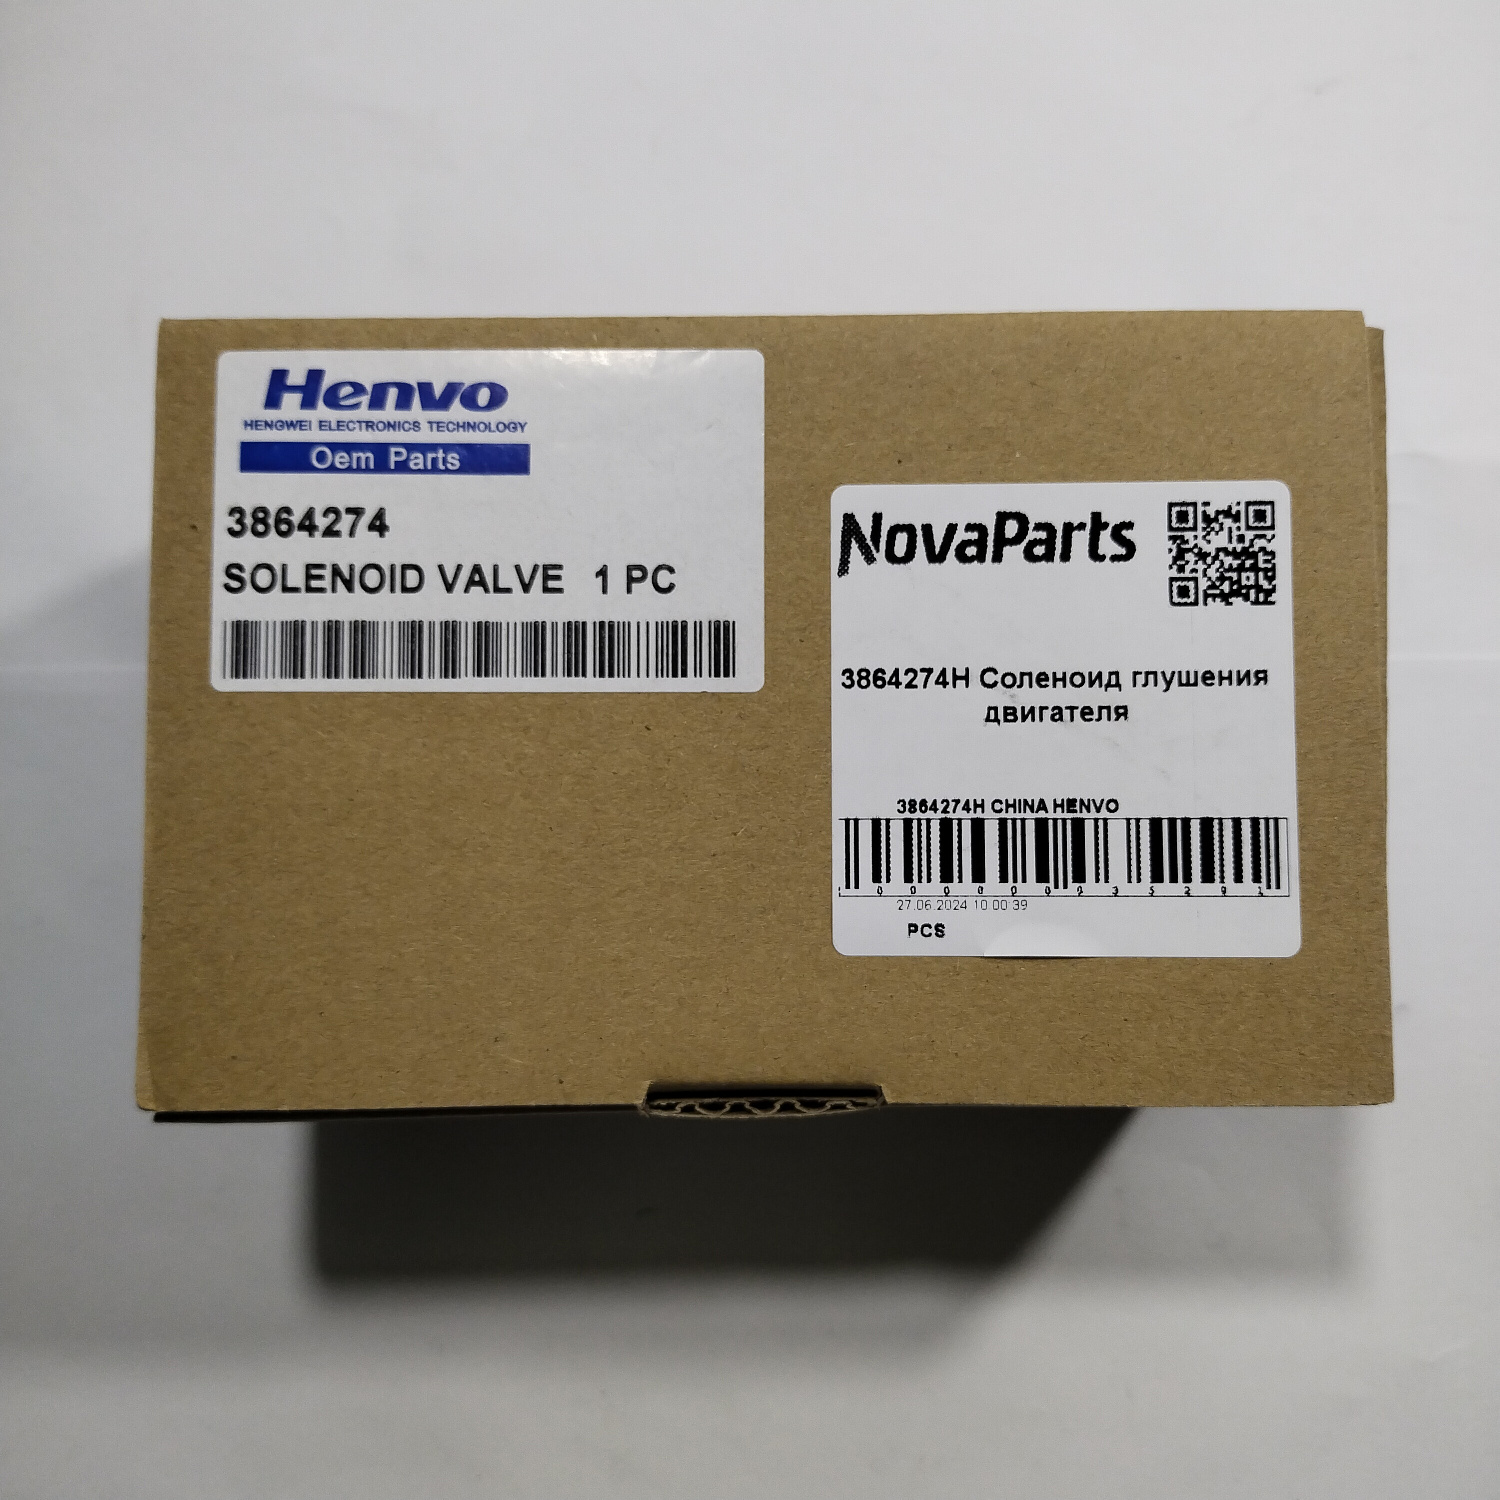 Henvo
HENGWEI ELECTRONICS TECHNOLOGY
Oem Parts
3864274
SOLENOID VALVE 1 PC
NovaParts
3864274H Соленоид глушения
двигателя
3864274H CHINA HENVO
27.06.2024 10:00:39
PCS